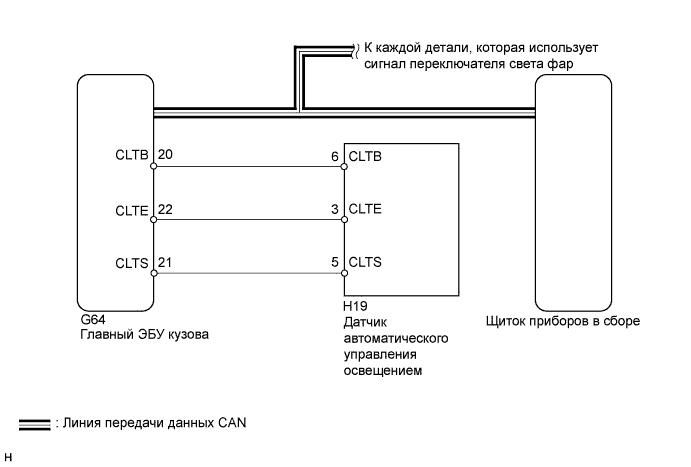 К каждой детали, которая использует
сигнал переключателя света фар
CLTB 20
6 CLTB
CLTE 22
3 CLTE
CLTS 21
5 CLTS
G64
Главный ЭБУ кузова
H19
Датчик
автоматического
управления
освещением
Щиток приборов в сборе
: Линия передачи данных CAN
H